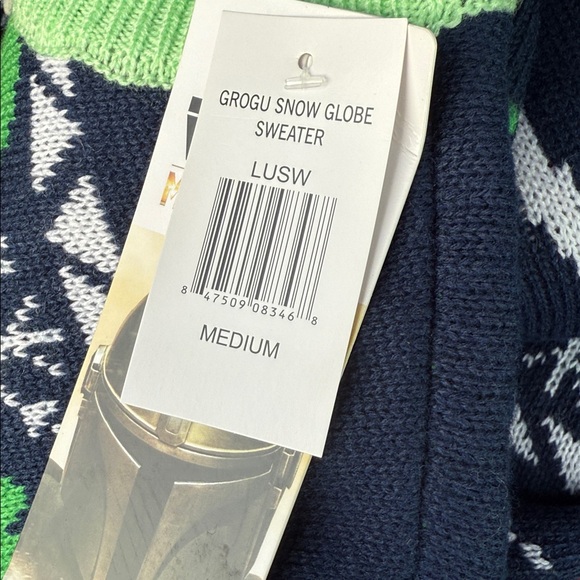 GROGU SNOW GLOBE
SWEATER
LUSW
8 47509 08346 8
MEDIUM